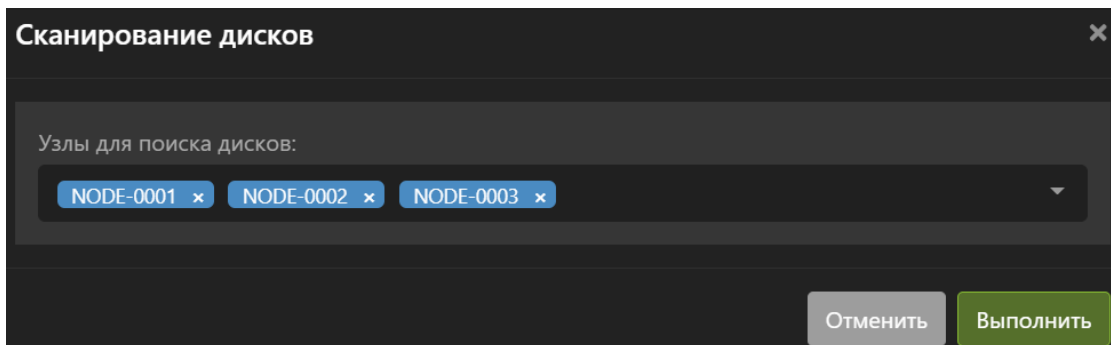 Сканирование дисков ×
Узлы для поиска дисков:
NODE-0001 × NODE-0002 × NODE-0003 ×
Отменить Выполнить